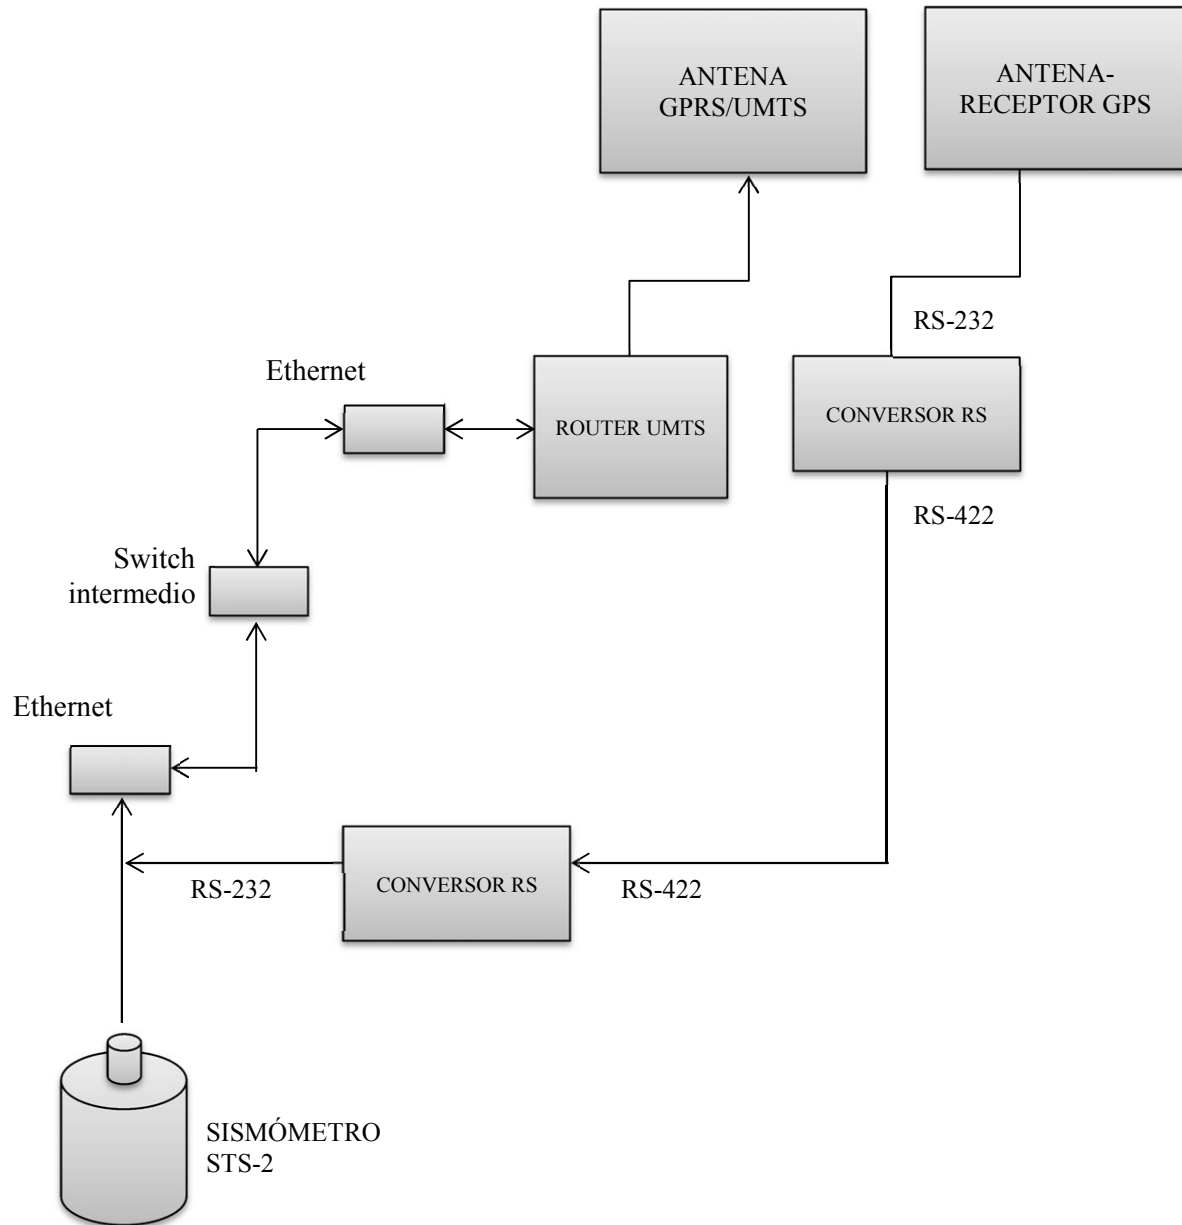 ANTENA
GPRS/UMTS
ANTENA-
RECEPTOR GPS
RS-232
Ethernet
ROUTER UMTS
CONVERSOR RS
RS-422
Switch
intermedio
Ethernet
CONVERSOR RS
RS-232
RS-422
SISMÓMETRO
STS-2